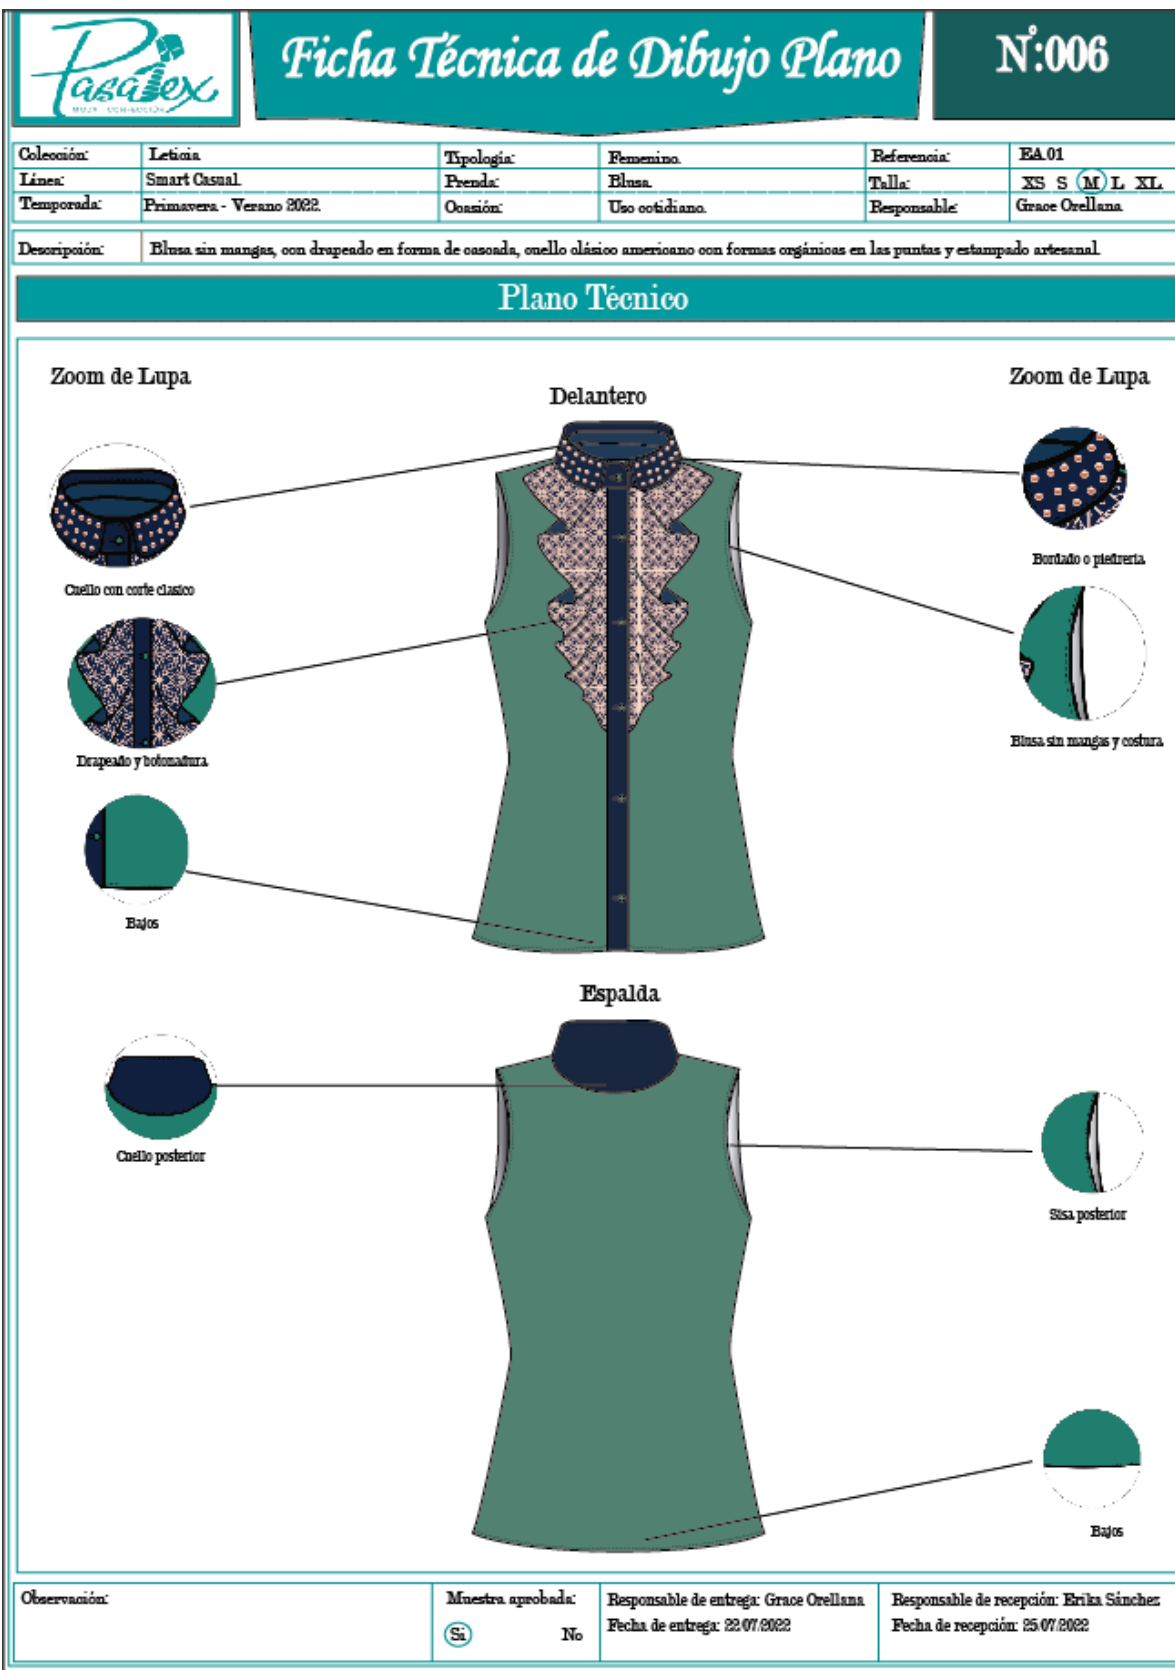 Pasatex
MODA Y CONFECCIÓN
Ficha Técnica de Dibujo Plano
N°:006
Colección: Leticia Tipología: Femenino. Referencia: EA.01
Línea: Smart Casual. Prenda: Blusa Talla: XS S M L XL
Temporada: Primavera - Verano 2022. Ocasión: Uso cotidiano. Responsable: Grace Orellana
Descripción: Blusa sin mangas, con drapeado en forma de cascada, cuello clásico americano con formas orgánicas en las puntas y estampado artesanal.
Plano Técnico
Zoom de Lupa
Delantero
Zoom de Lupa
Cuello con corte clasico
Bordado o piedreria
Drapeado y botonadura
Blusa sin mangas y costura
Bajos
Espalda
Cuello posterior
Sisa posterior
Bajos
Observación:
Muestra aprobada:
Si No
Responsable de entrega: Grace Orellana
Fecha de entrega: 22/07/2022
Responsable de recepción: Erika Sánchez
Fecha de recepción: 25/07/2022